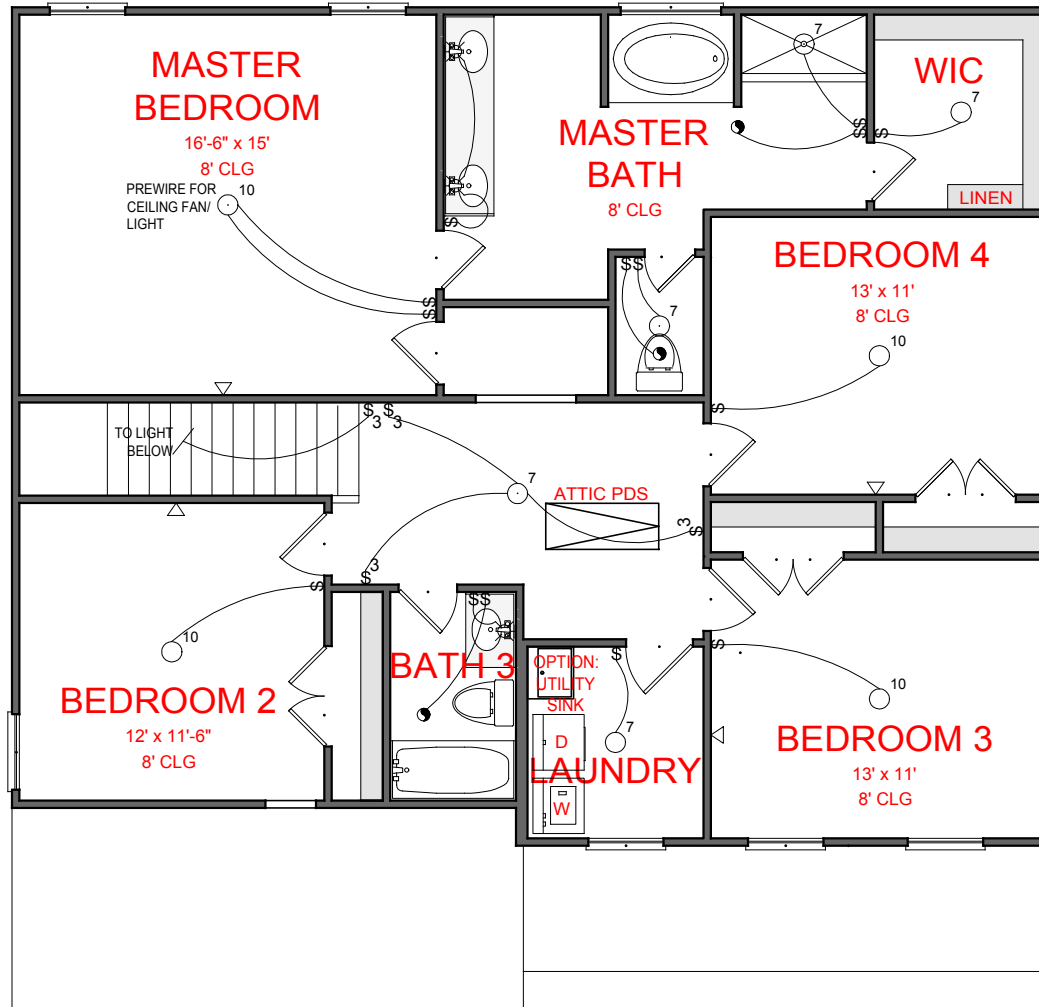 MASTER
BEDROOM
16'-6" x 15'
8' CLG
PREWIRE FOR
CEILING FAN/
LIGHT
10
$
$
MASTER
BATH
8' CLG
7
$
$
$
WIC
7
$
LINEN
BEDROOM 4
13' x 11'
8' CLG
10
$
$$
7
TO LIGHT
BELOW
$3
$3
7
ATTIC PDS
$3
$3
BEDROOM 2
12' x 11'-6"
8' CLG
10
$
BATH 3
$$
OPTION:
UTILITY
SINK
D
LAUNDRY
W
7
$
BEDROOM 3
13' x 11'
8' CLG
10
$